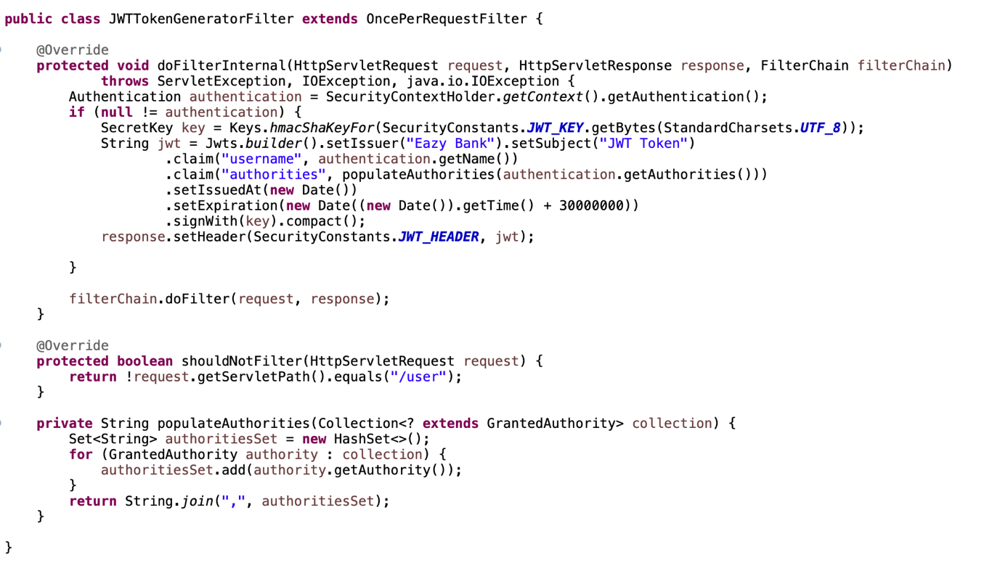 public class JWTTokenGeneratorFilter extends OncePerRequestFilter {
@Override
protected void doFilterInternal(HttpServletRequest request, HttpServletResponse response, FilterChain filterChain)
throws ServletException, IOException, java.io.IOException {
Authentication authentication = SecurityContextHolder.getContext().getAuthentication();
if (null != authentication) {
SecretKey key = Keys.hmacShaKeyFor(SecurityConstants.JWT_KEY.getBytes(StandardCharsets.UTF_8));
String jwt = Jwts.builder().setIssuer("Eazy Bank").setSubject("JWT Token")
.claim("username", authentication.getName())
.claim("authorities", populateAuthorities(authentication.getAuthorities()))
.setIssuedAt(new Date())
.setExpiration(new Date((new Date()).getTime() + 30000000))
.signWith(key).compact();
response.setHeader(SecurityConstants.JWT_HEADER, jwt);
}
filterChain.doFilter(request, response);
}
@Override
protected boolean shouldNotFilter(HttpServletRequest request) {
return !request.getServletPath().equals("/user");
}
private String populateAuthorities(Collection<? extends GrantedAuthority> collection) {
Set<String> authoritiesSet = new HashSet<>();
for (GrantedAuthority authority : collection) {
authoritiesSet.add(authority.getAuthority());
}
return String.join(",", authoritiesSet);
}
}